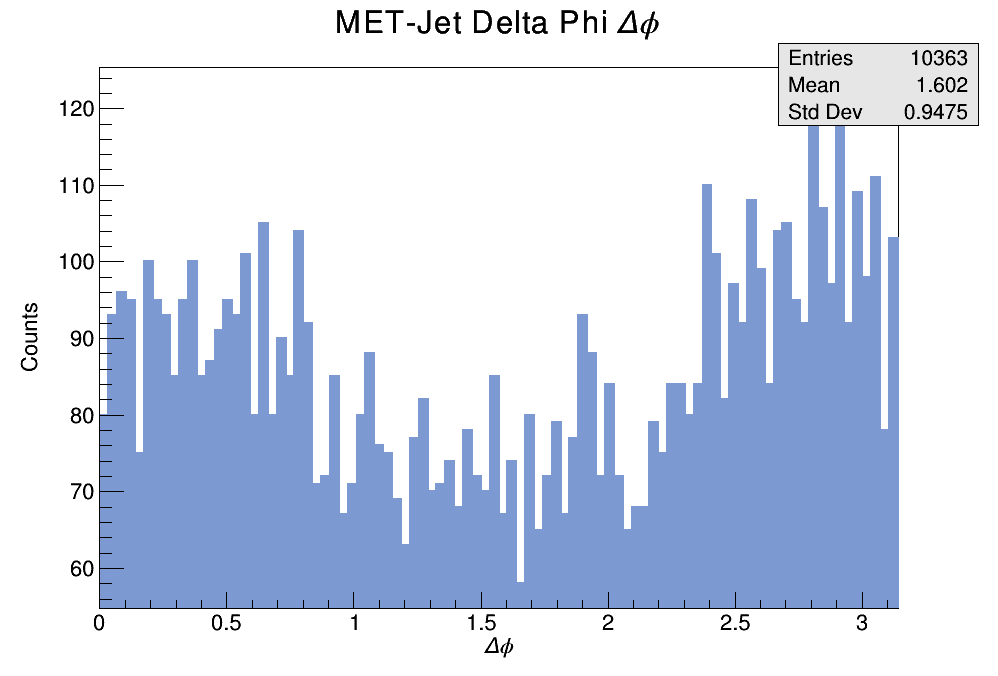 MET-Jet Delta Phi Δϕ
Entries 10363
Mean 1.602
Std Dev 0.9475
120
110
100
90
80
70
60
Counts
0 0.5 1 1.5 2 2.5 3
Δϕ